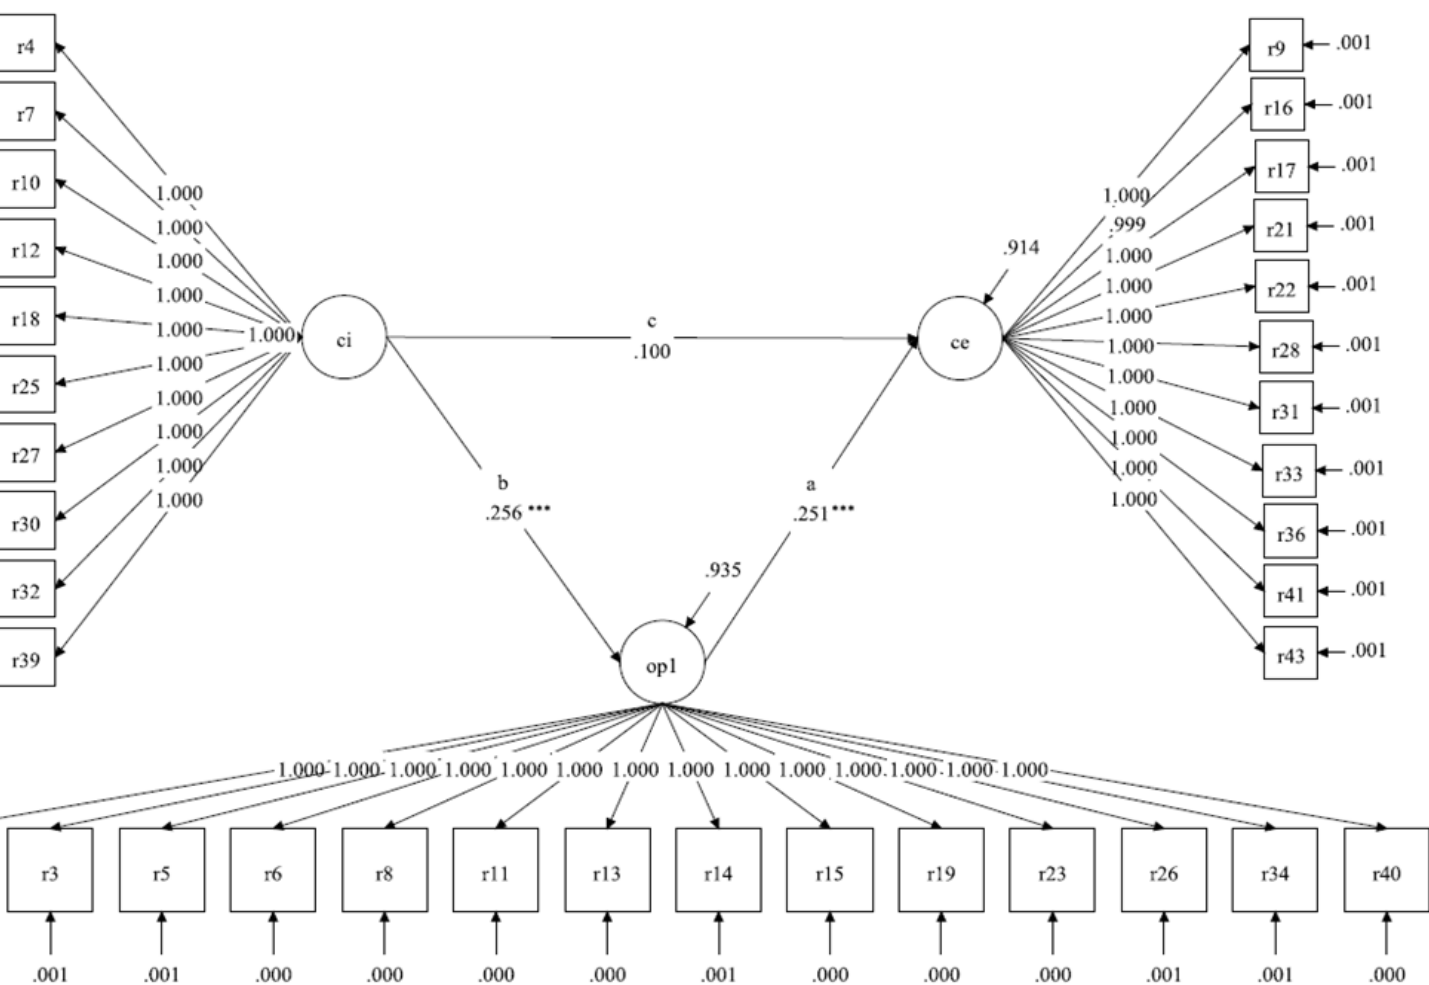 r4
r7
r10
r12
r18
r25
r27
r30
r32
r39
1.000
1.000
1.000
1.000
1.000
1.000
1.000
1.000
1.000
1.000
1.000
ci
c
.100
b
.256 ***
a
.251 ***
.914
ce
.935
op1
1.000
.999
1.000
1.000
1.000
1.000
1.000
1.000
1.000
1.000
1.000
r9 .001
r16 .001
r17 .001
r21 .001
r22 .001
r28 .001
r31 .001
r33 .001
r36 .001
r41 .001
r43 .001
1.000 1.000 1.000 1.000 1.000 1.000 1.000 1.000 1.000 1.000 1.000 1.000 1.000 1.000
r3 r5 r6 r8 r11 r13 r14 r15 r19 r23 r26 r34 r40
.001 .001 .000 .000 .000 .000 .001 .000 .000 .000 .001 .001 .000